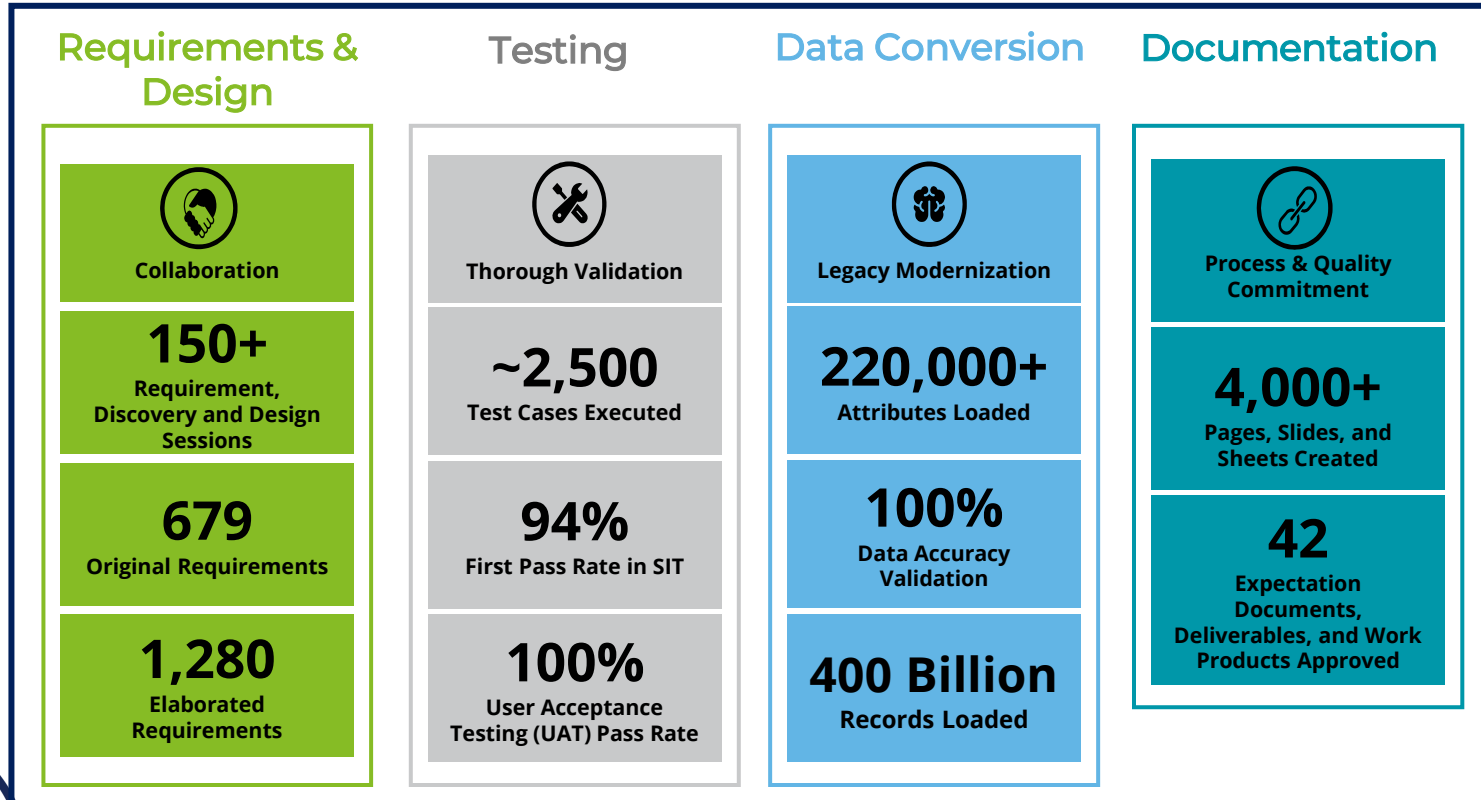 Requirements &
Design
Collaboration
150+
Requirement,
Discovery and Design
Sessions
679
Original Requirements
1,280
Elaborated
Requirements
Testing
Thorough Validation
~2,500
Test Cases Executed
94%
First Pass Rate in SIT
100%
User Acceptance
Testing (UAT) Pass Rate
Data Conversion
Legacy Modernization
220,000+
Attributes Loaded
100%
Data Accuracy
Validation
400 Billion
Records Loaded
Documentation
Process & Quality
Commitment
4,000+
Pages, Slides, and
Sheets Created
42
Expectation
Documents,
Deliverables, and Work
Products Approved